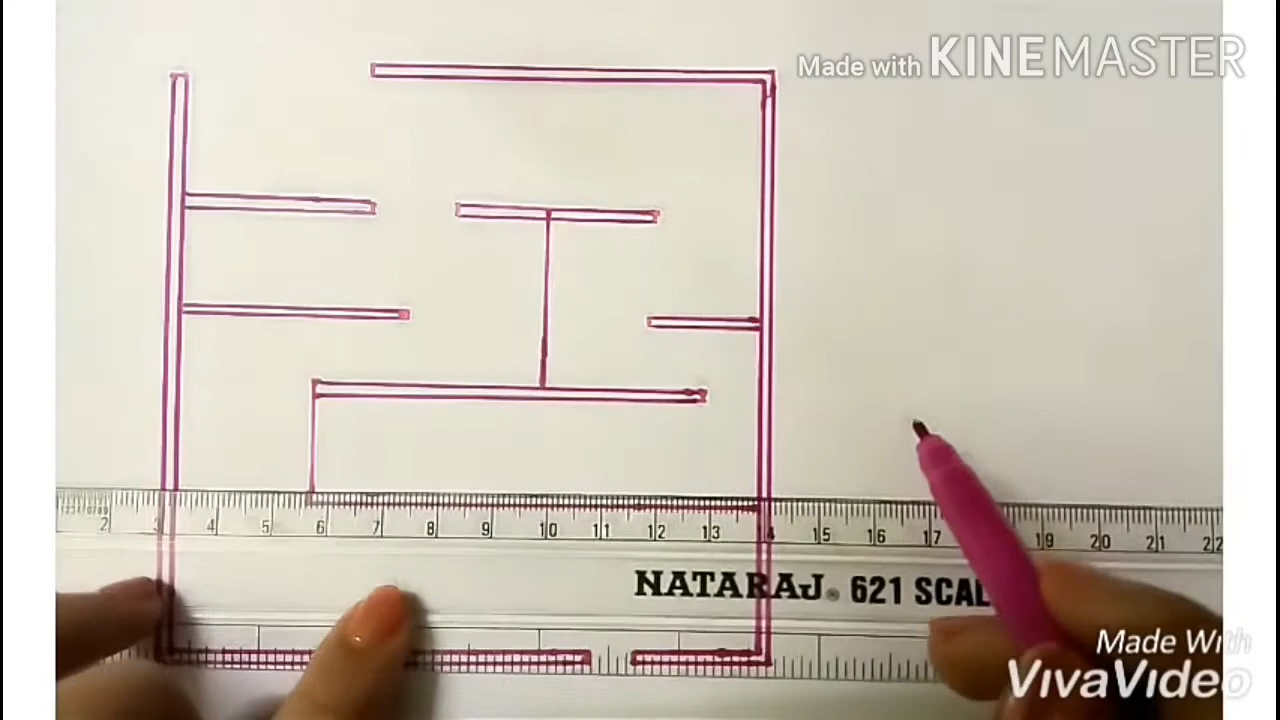 Made with KINEMASTER
2 3 4 5 6 7 8 9 10 11 12 13 4 15 16 17 19 20 21 22
NATARAJ® 621 SCAL
Made With
VivaVideo